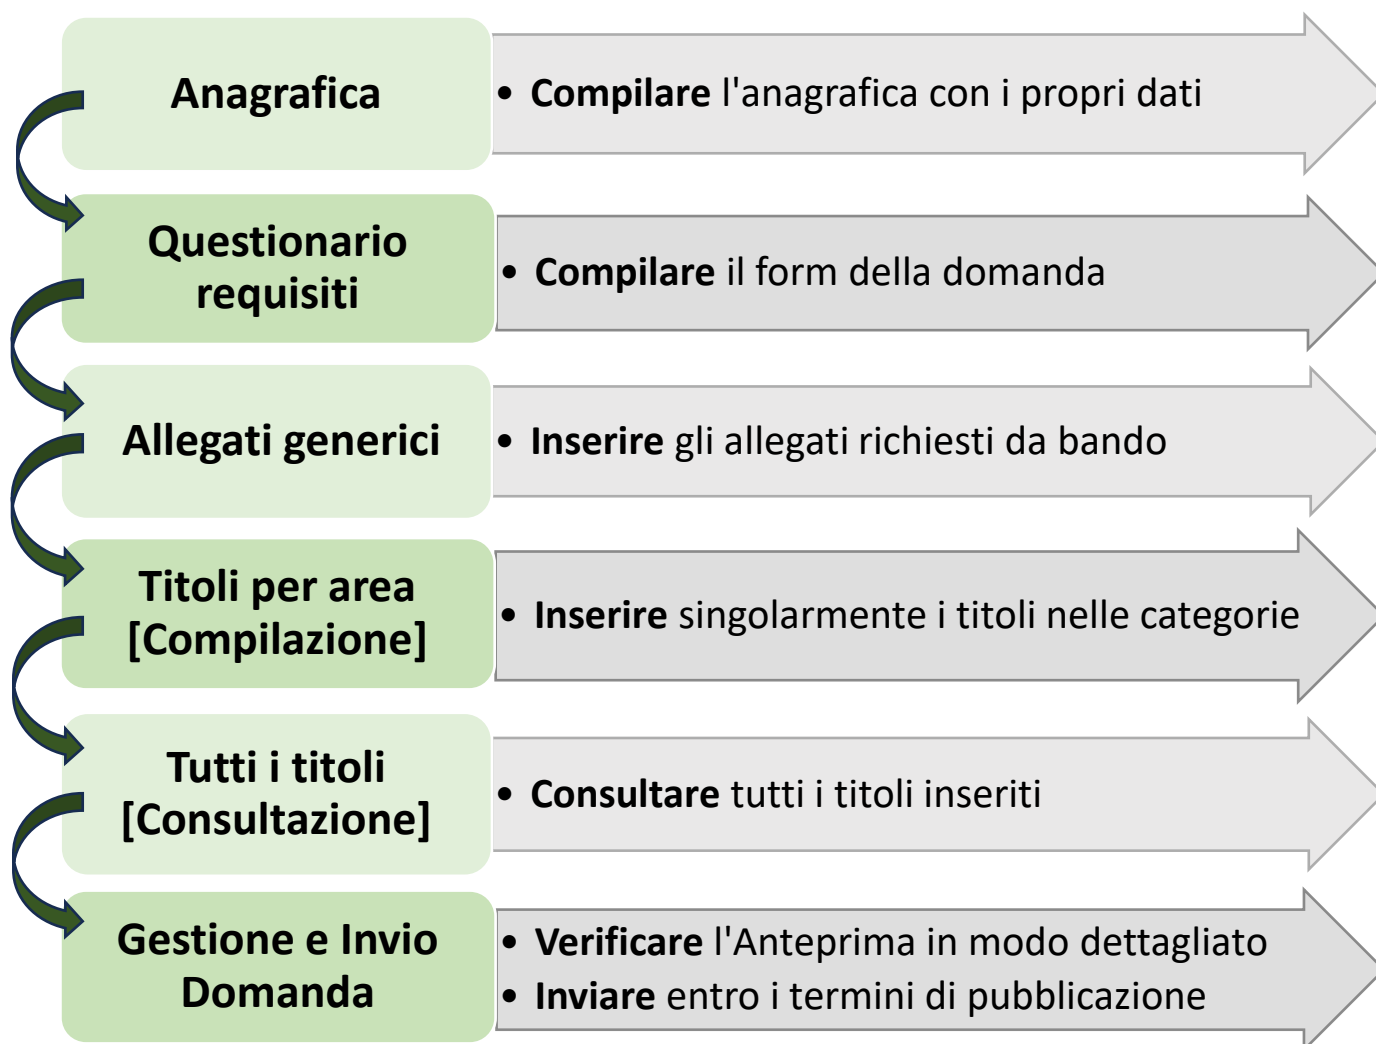 Anagrafica
• Compilare l'anagrafica con i propri dati
Questionario
requisiti
• Compilare il form della domanda
Allegati generici
• Inserire gli allegati richiesti da bando
Titoli per area
[Compilazione]
• Inserire singolarmente i titoli nelle categorie
Tutti i titoli
[Consultazione]
• Consultare tutti i titoli inseriti
Gestione e Invio
Domanda
• Verificare l'Anteprima in modo dettagliato
• Inviare entro i termini di pubblicazione